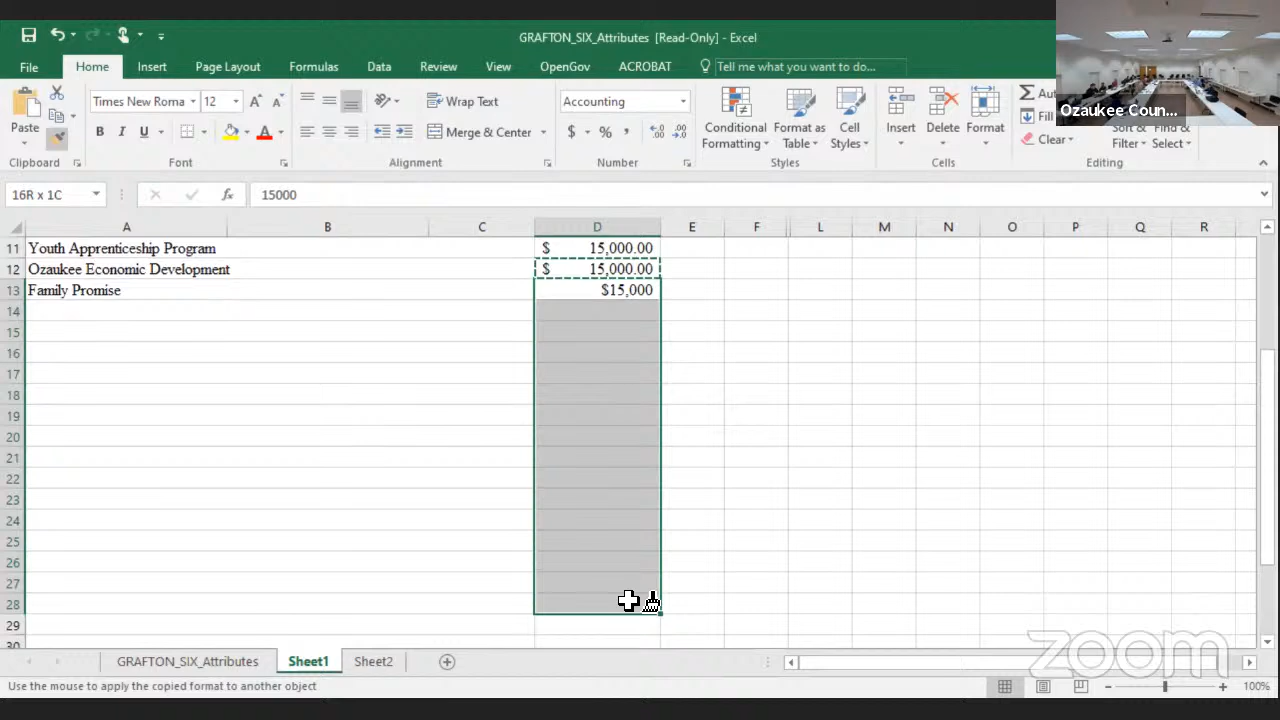 GRAFTON_SIX_Attributes [Read-Only] - Excel
File Home Insert Page Layout Formulas Data Review View OpenGov ACROBAT Tell me what you want to do...
Ozaukee Coun...
Paste
Times New Roma 12 A A
B I U A
Wrap Text
Merge & Center
Accounting
$ % ,
Conditional Formatting
Format as Table
Cell Styles
Insert Delete Format
Σ
Fill
Clear
Sort & Filter
Find & Select
Clipboard Font Alignment Number Styles Cells Editing
16R x 1C fx 15000
A B C D E F L M N O P Q R
11 Youth Apprenticeship Program $ 15,000.00
12 Ozaukee Economic Development $ 15,000.00
13 Family Promise $15,000
14
15
16
17
18
19
20
21
22
23
24
25
26
27
28
29
30
GRAFTON_SIX_Attributes Sheet1 Sheet2
zoom
Use the mouse to apply the copied format to another object 100%